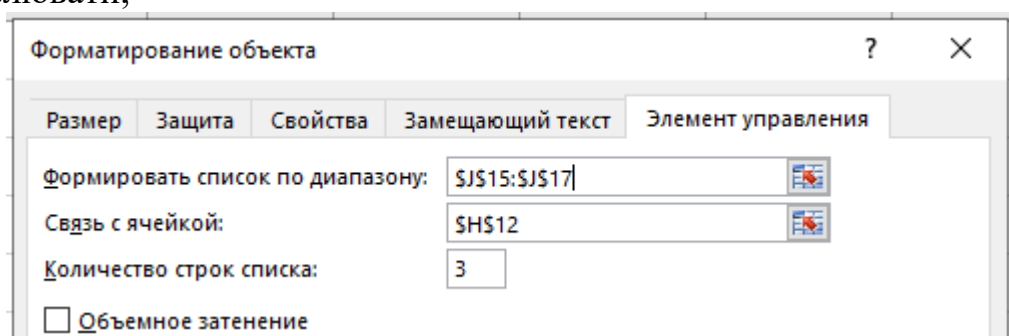 Форматирование объекта ? ×
Размер Защита Свойства Замещающий текст Элемент управления
Формировать список по диапазону: $J$15:$J$17
Связь с ячейкой: $H$12
Количество строк списка: 3
Объемное затенение